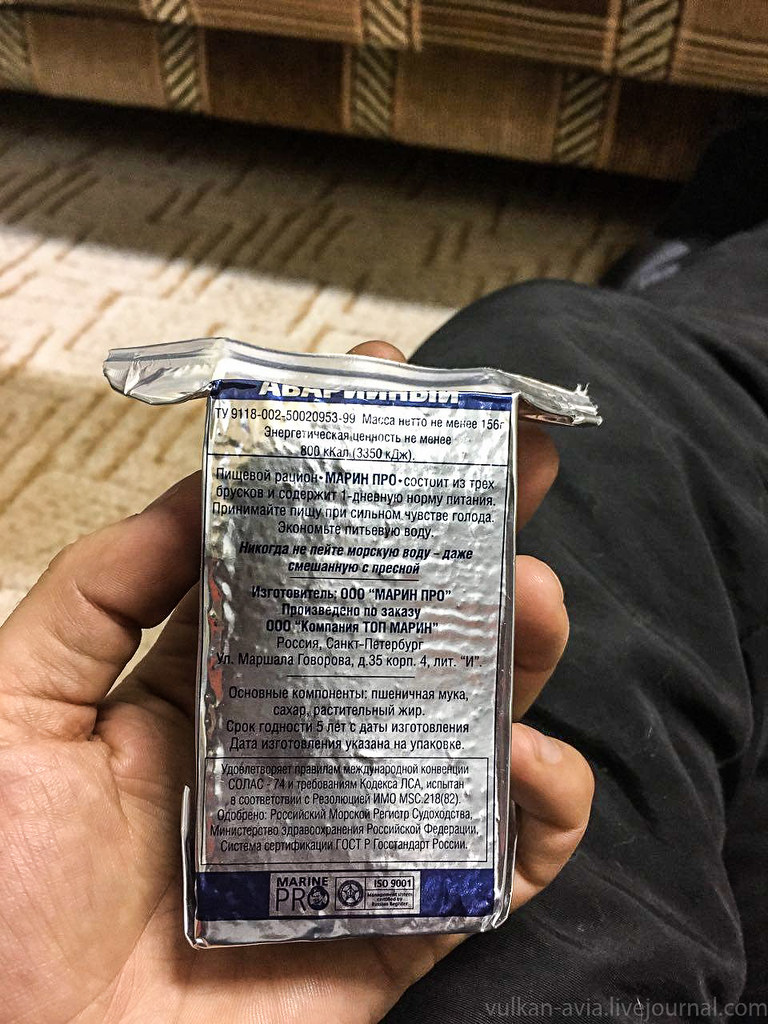 АВАРИЙНЫЙ
ТУ 9118-002-50020953-99 Масса нетто не менее 156г
Энергетическая ценность не менее
800 кКал (3350 кДж).
Пищевой рацион • МАРИН ПРО • состоит из трех
брусков и содержит 1-дневную норму питания.
Принимайте пищу при сильном чувстве голода.
Экономьте питьевую воду.
Никогда не пейте морскую воду – даже
смешанную с пресной
Изготовитель: ООО "МАРИН ПРО"
Произведено по заказу
ООО "Компания ТОП МАРИН"
Россия, Санкт-Петербург
Ул. Маршала Говорова, д.35 корп. 4, лит. "И".
Основные компоненты: пшеничная мука,
сахар, растительный жир.
Срок годности 5 лет с даты изготовления
Дата изготовления указана на упаковке.
Удовлетворяет правилам международной конвенции
СОЛАС - 74 и требованиям Кодекса ЛСА, испытан
в соответствии с Резолюцией ИМО MSC.218(82).
Одобрено: Российский Морской Регистр Судоходства,
Министерство здравоохранения Российской Федерации,
Система сертификации ГОСТ Р Госстандарт России.
MARINE
PRO
ISO 9001
Management system
certified by
Russian Register
vulkan-avia.livejournal.com